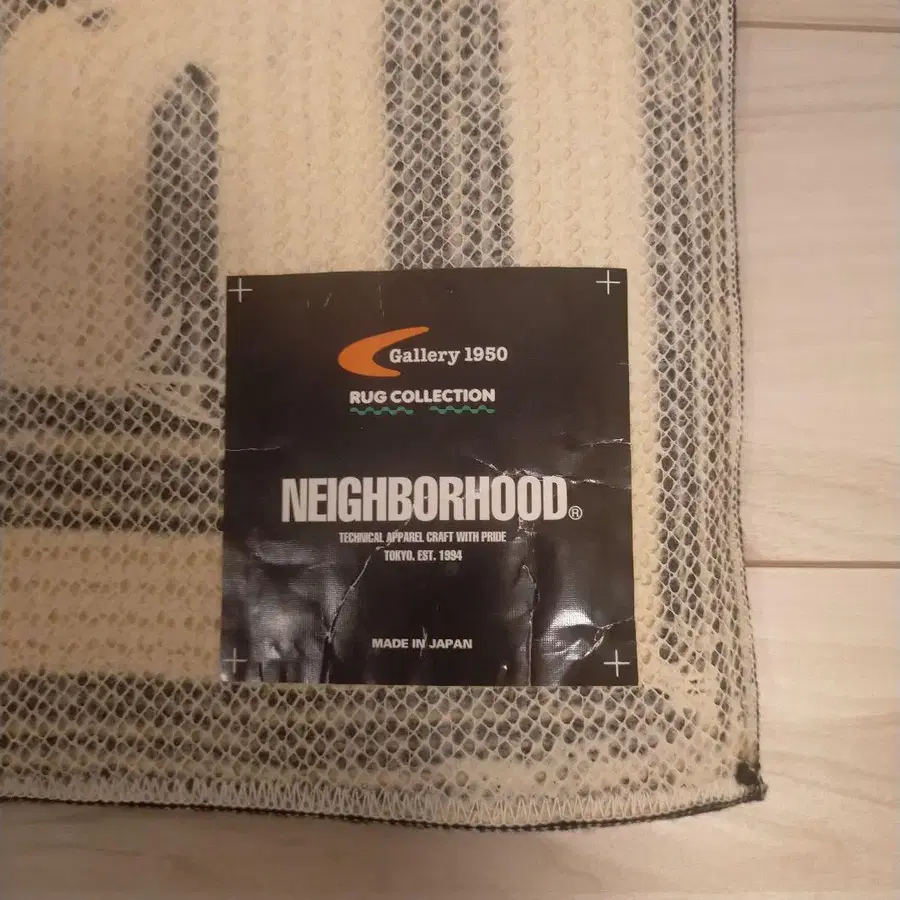 Gallery 1950
RUG COLLECTION
NEIGHBORHOOD®
TECHNICAL APPAREL CRAFT WITH PRIDE
TOKYO. EST. 1994
MADE IN JAPAN